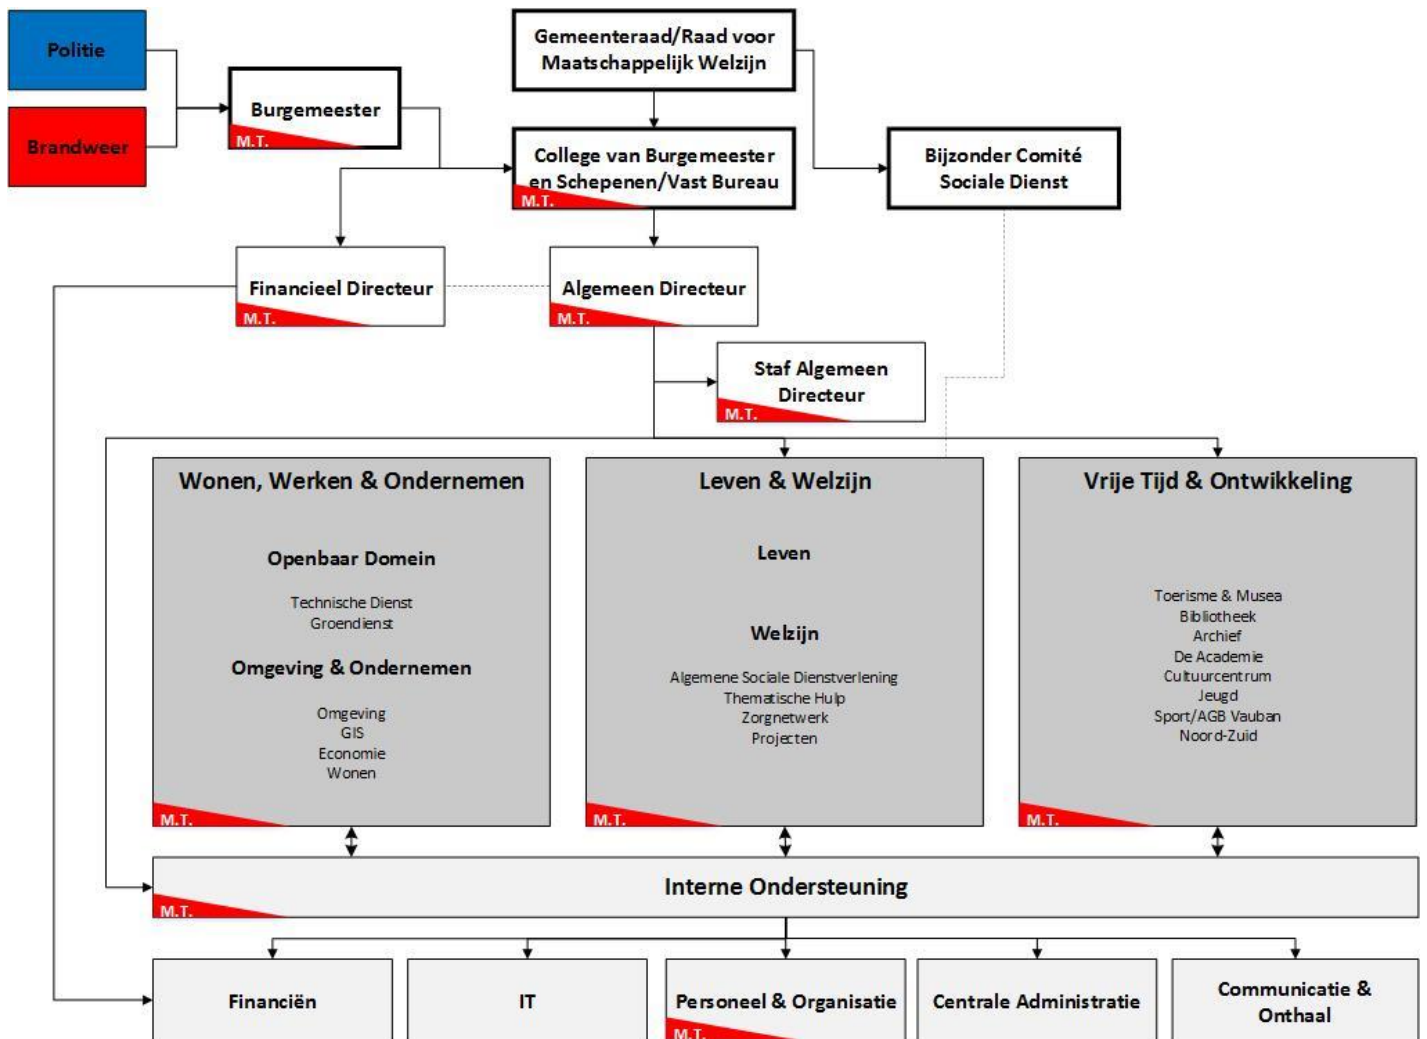 Politie
Brandweer
Burgemeester
M.T.
Gemeenteraad/Raad voor
Maatschappelijk Welzijn
College van Burgemeester
en Schepenen/Vast Bureau
M.T.
Bijzonder Comité
Sociale Dienst
Financieel Directeur
M.T.
Algemeen Directeur
M.T.
Staf Algemeen
Directeur
M.T.
Wonen, Werken & Ondernemen
Openbaar Domein
Technische Dienst
Groendienst
Omgeving & Ondernemen
Omgeving
GIS
Economie
Wonen
M.T.
Leven & Welzijn
Leven
Welzijn
Algemene Sociale Dienstverlening
Thematische Hulp
Zorgnetwerk
Projecten
M.T.
Vrije Tijd & Ontwikkeling
Toerisme & Musea
Bibliotheek
Archief
De Academie
Cultuurcentrum
Jeugd
Sport/AGB Vauban
Noord-Zuid
M.T.
Interne Ondersteuning
M.T.
Financiën
IT
Personeel & Organisatie
M.T.
Centrale Administratie
Communicatie &
Onthaal